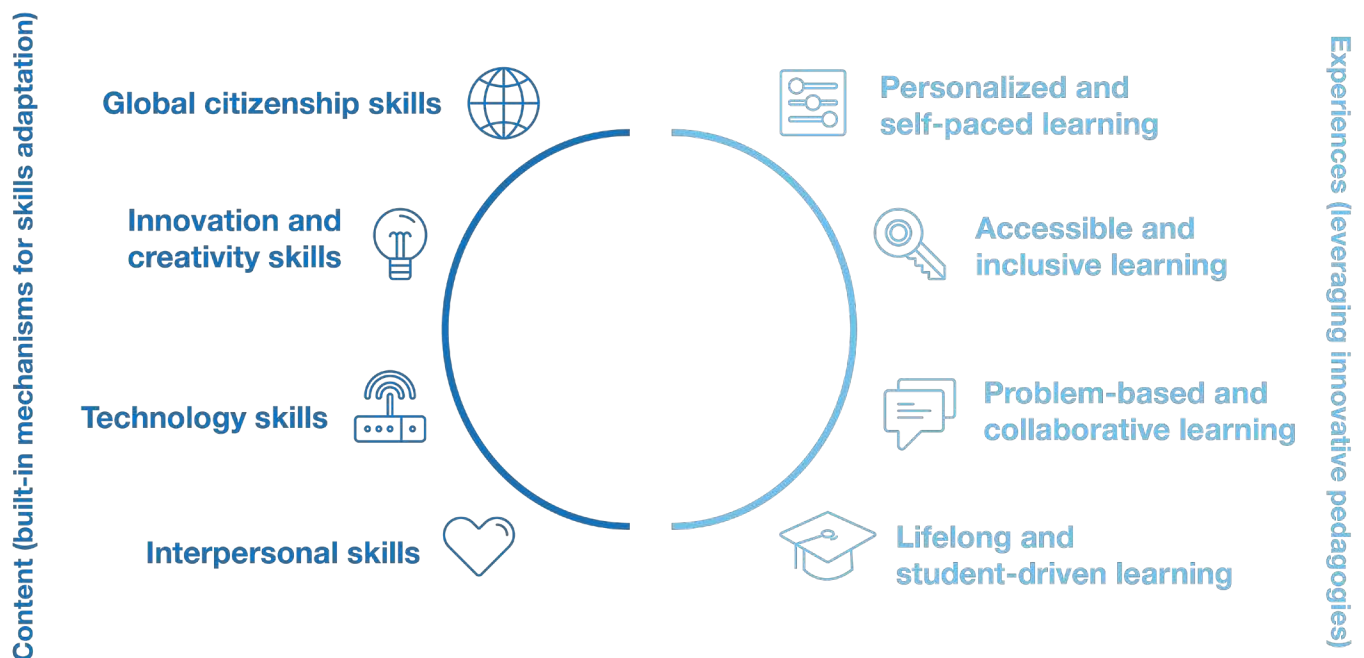 Content (built-in mechanisms for skills adaptation)
Global citizenship skills
Innovation and
creativity skills
Technology skills
Interpersonal skills
Personalized and
self-paced learning
Accessible and
inclusive learning
Problem-based and
collaborative learning
Lifelong and
student-driven learning
Experiences (leveraging innovative pedagogies)